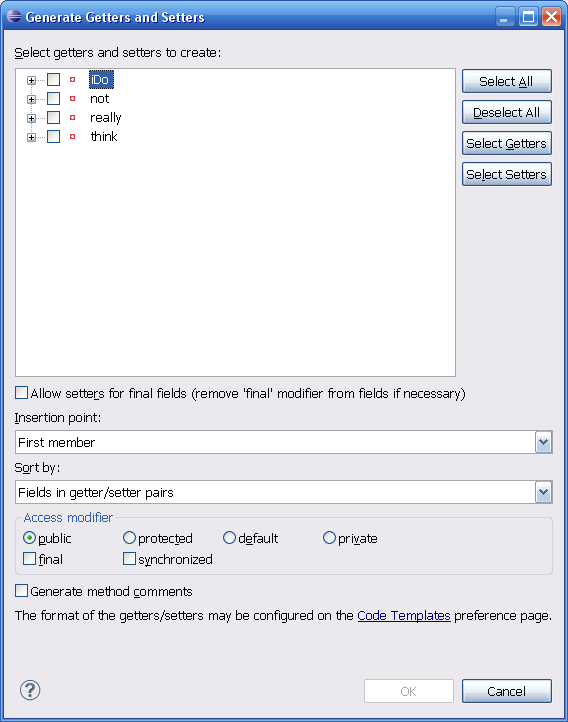 Generate Getters and Setters
Select getters and setters to create:
iDo
not
really
think
Select All
Deselect All
Select Getters
Select Setters
Allow setters for final fields (remove 'final' modifier from fields if necessary)
Insertion point:
First member
Sort by:
Fields in getter/setter pairs
Access modifier
public protected default private
final synchronized
Generate method comments
The format of the getters/setters may be configured on the Code Templates preference page.
?
OK Cancel